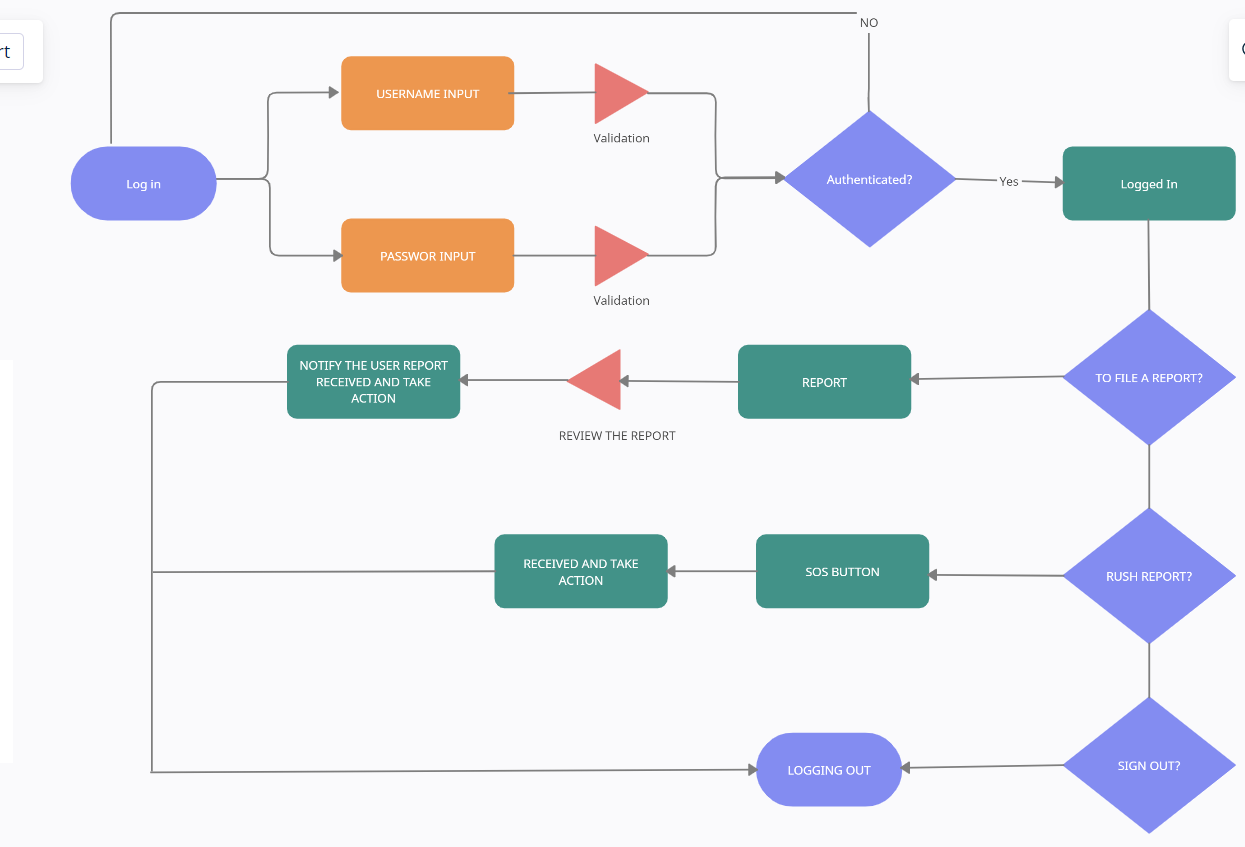 rt
NO
USERNAME INPUT
Validation
Log in
Authenticated?
Yes
Logged In
PASSWOR INPUT
Validation
NOTIFY THE USER REPORT
RECEIVED AND TAKE
ACTION
REVIEW THE REPORT
REPORT
TO FILE A REPORT?
RECEIVED AND TAKE
ACTION
SOS BUTTON
RUSH REPORT?
LOGGING OUT
SIGN OUT?